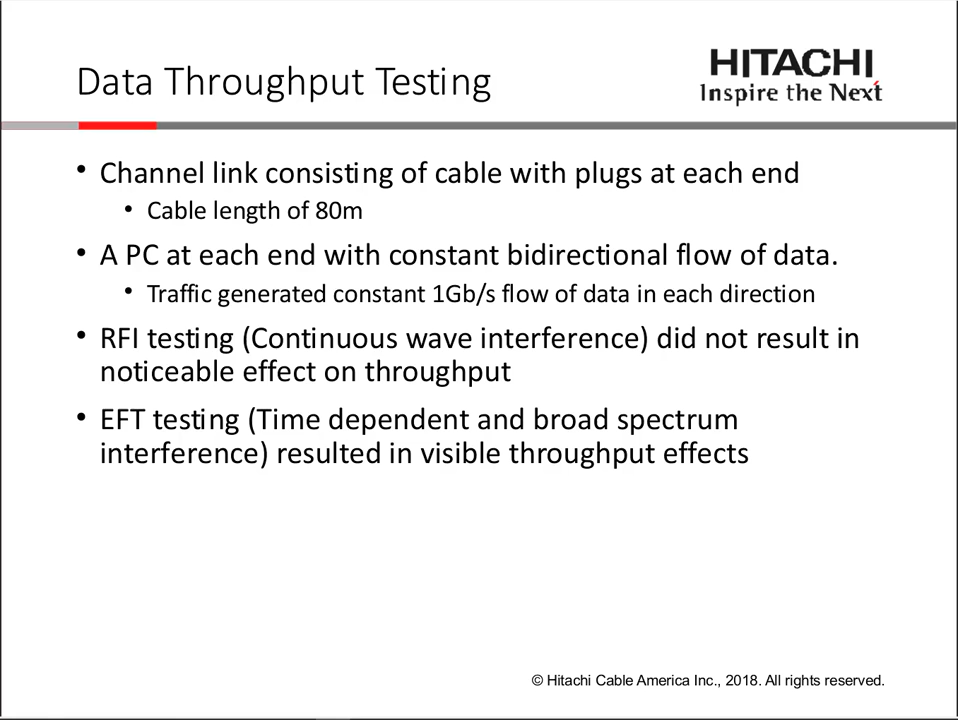 Data Throughput Testing
HITACHI
Inspire the Next
• Channel link consisting of cable with plugs at each end
• Cable length of 80m
• A PC at each end with constant bidirectional flow of data.
• Traffic generated constant 1Gb/s flow of data in each direction
• RFI testing (Continuous wave interference) did not result in
noticeable effect on throughput
• EFT testing (Time dependent and broad spectrum
interference) resulted in visible throughput effects
© Hitachi Cable America Inc., 2018. All rights reserved.